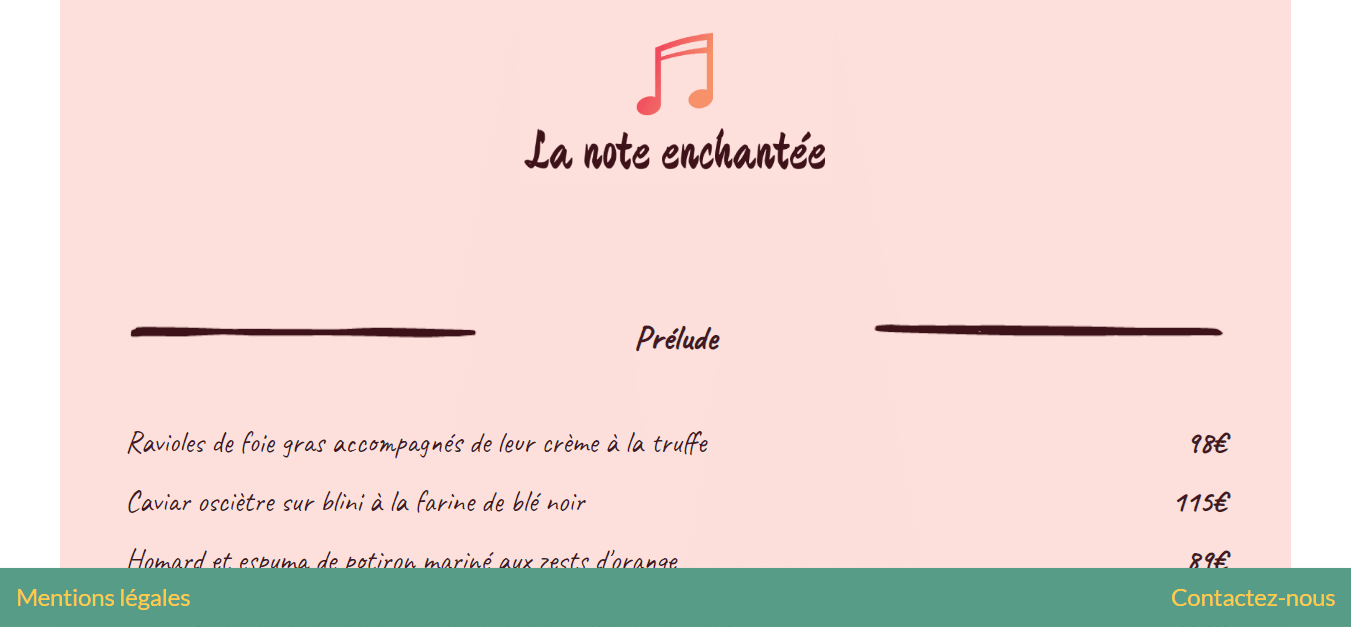 La note enchantée
Prélude
Ravioles de foie gras accompagnés de leur crème à la truffe 98€
Caviar osciètre sur blini à la farine de blé noir 115€
Homard et espuma de potiron mariné aux zests d'orange 89€
Mentions légales Contactez-nous